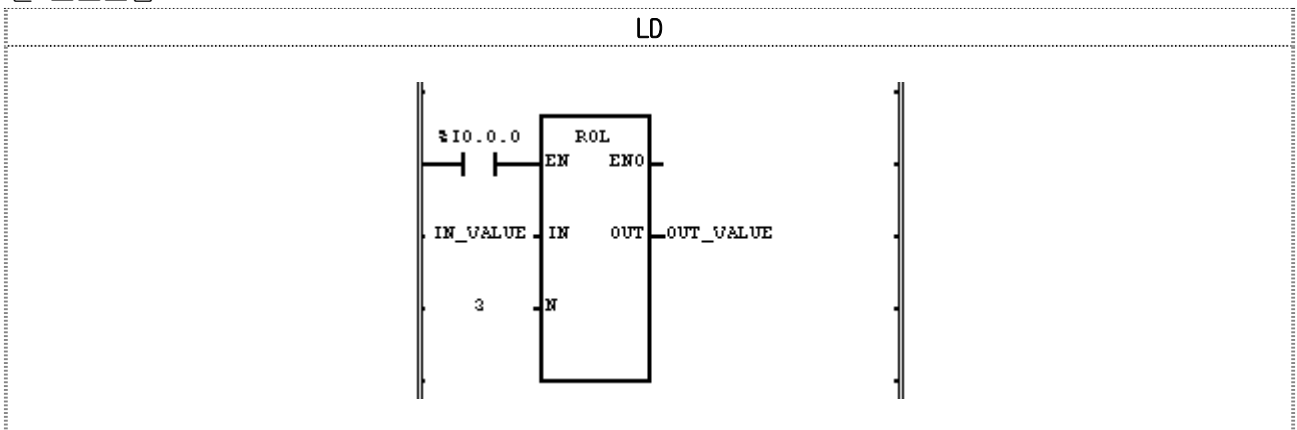 LD
%I0.0.0 ROL
EN ENO
IN_VALUE IN OUT OUT_VALUE
3 N